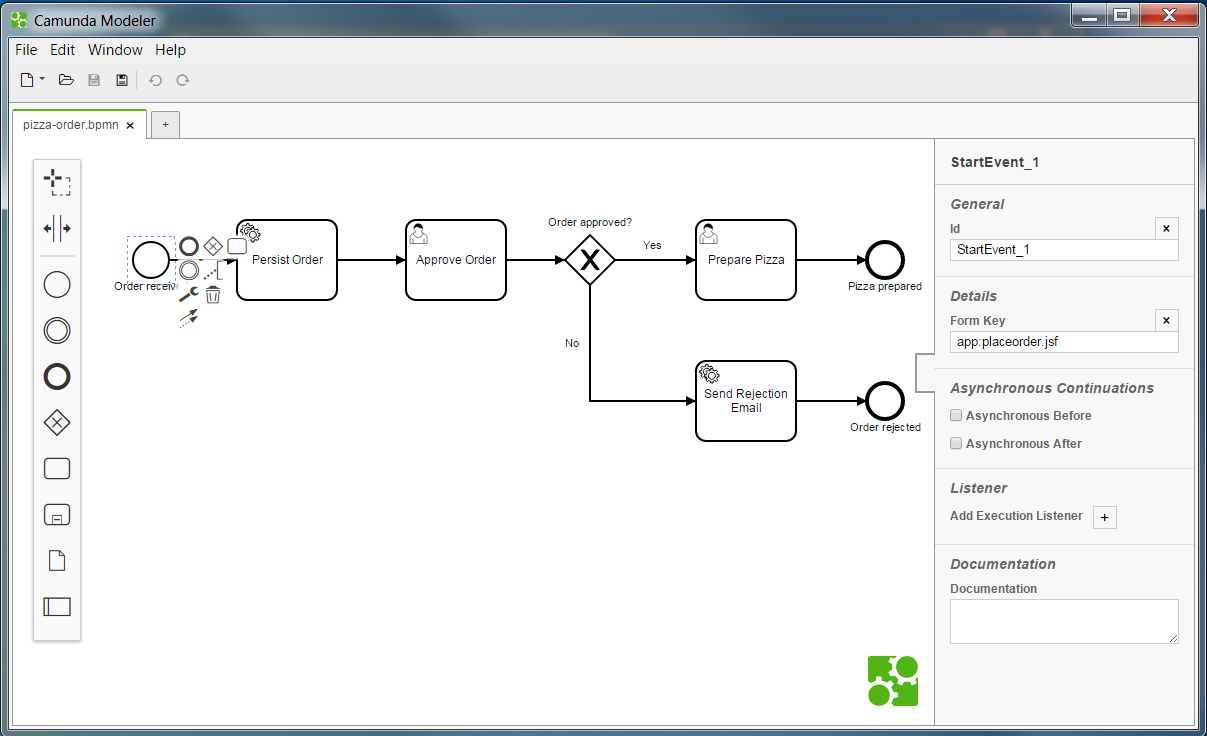 Camunda Modeler
File Edit Window Help
pizza-order.bpmn × +
Order approved?
Yes
No
Persist Order
Approve Order
Prepare Pizza
Pizza prepared
Send Rejection
Email
Order rejected
StartEvent_1
General
Id
×
StartEvent_1
Details
Form Key
×
app:placeorder.jsf
Asynchronous Continuations
Asynchronous Before
Asynchronous After
Listener
Add Execution Listener +
Documentation
Documentation